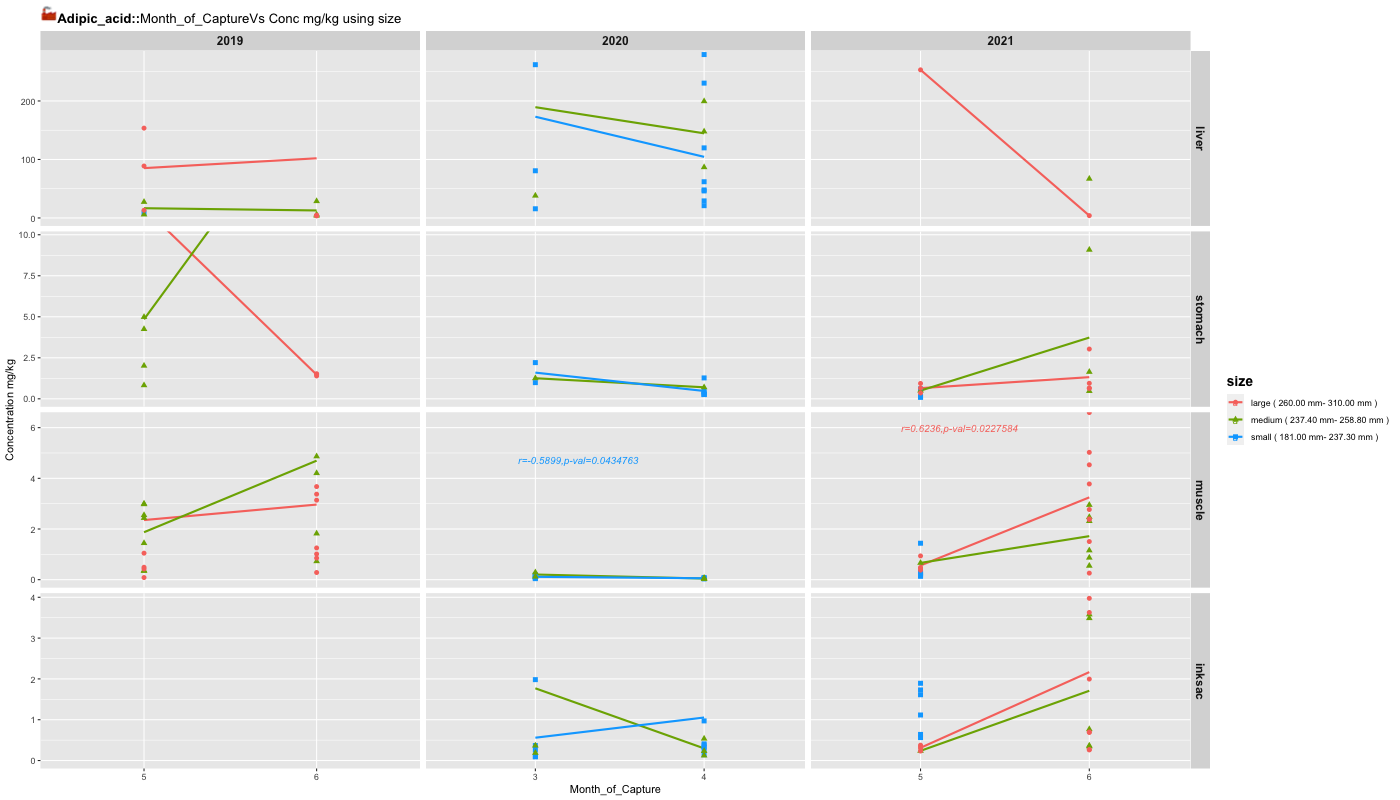 Adipic_acid::Month_of_CaptureVs Conc mg/kg using size
2019 2020 2021
liver
200
100
0
stomach
10.0
7.5
5.0
2.5
0.0
muscle
6
4
2
0
r=-0.5899,p-val=0.0434763
r=0.6236,p-val=0.0227584
inksac
4
3
2
1
0
5 6 3 4 5 6
Month_of_Capture
Concentration mg/kg
size
large ( 260.00 mm- 310.00 mm )
medium ( 237.40 mm- 258.80 mm )
small ( 181.00 mm- 237.30 mm )